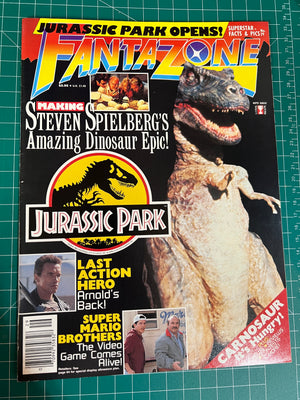 JURASSIC PARK OPENS!
SUPERSTAR
FACTS & PICS
FANTAZONE
MAKING
STEVEN SPIELBERG'S
Amazing Dinosaur Epic!
JURASSIC PARK
LAST
ACTION
HERO
Arnold's
Back!
SUPER
MARIO
BROTHERS
The Video
Game Comes
Alive!
CARNOSAUR
It's Hungry!